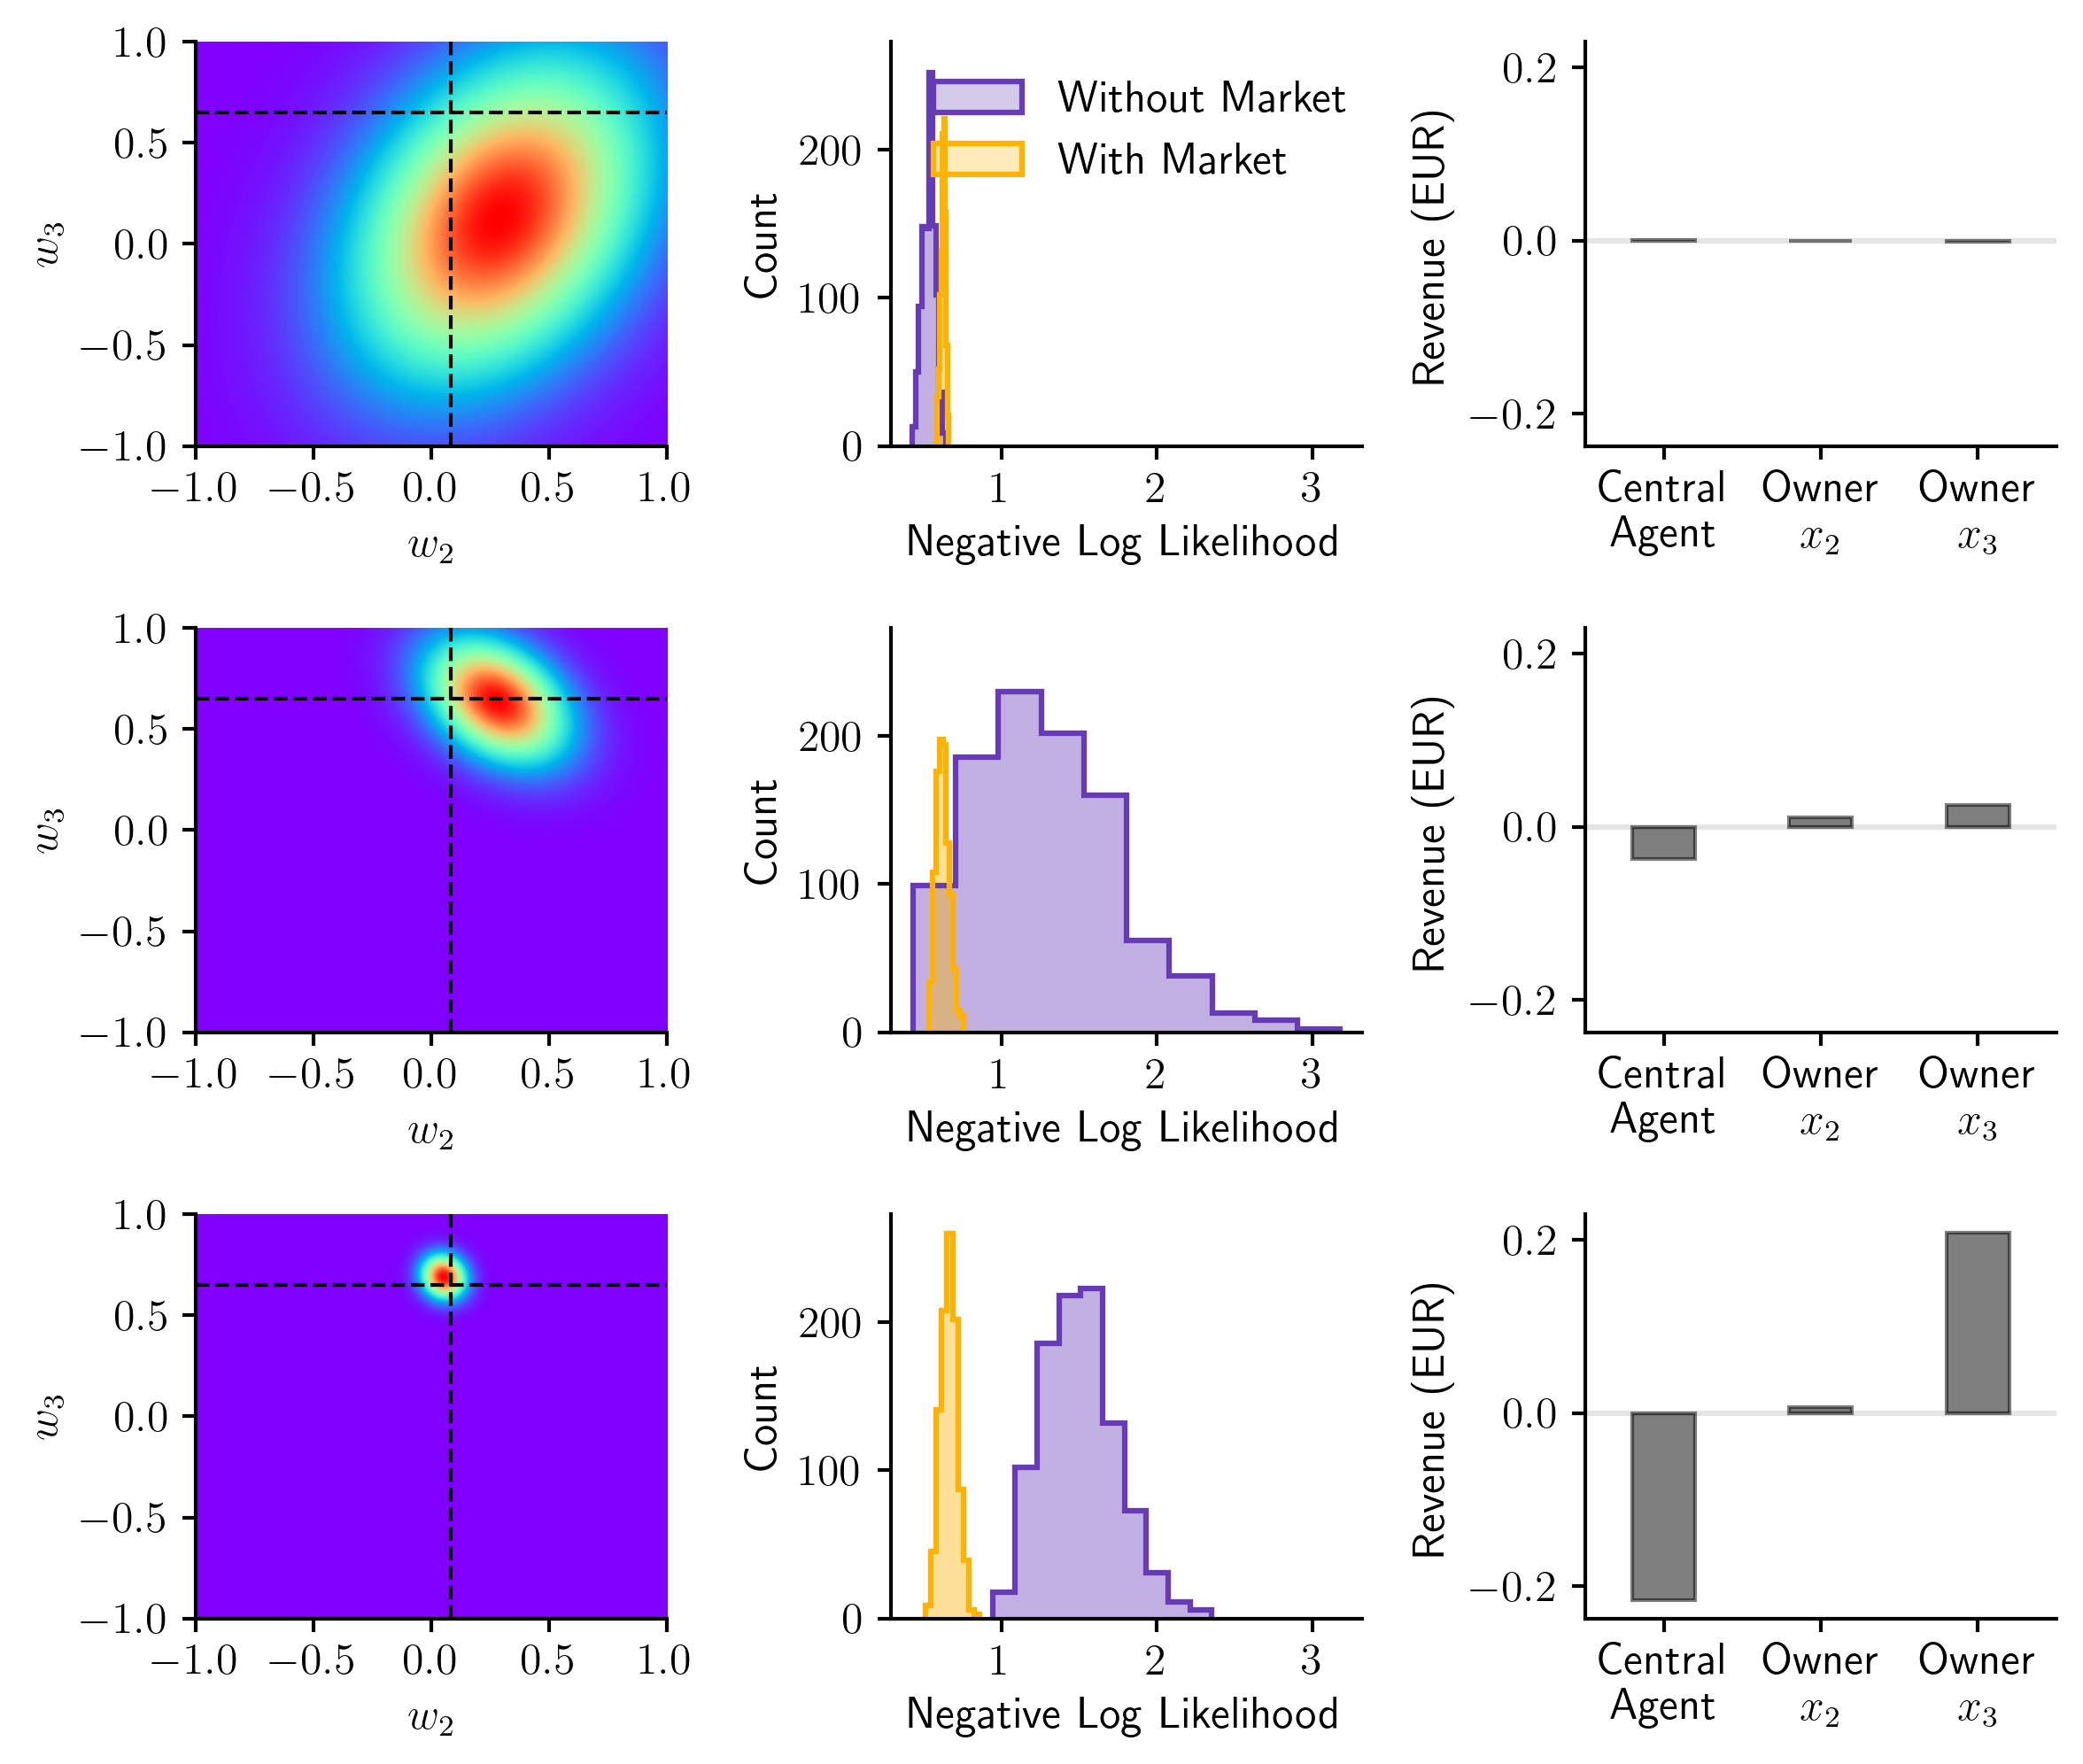 1.0
0.5
0.0
−0.5
−1.0
w3
−1.0 −0.5 0.0 0.5 1.0
w2
Without Market
With Market
200
100
0
Count
1 2 3
Negative Log Likelihood
0.2
0.0
−0.2
Revenue (EUR)
Central Agent
Owner x2
Owner x3
1.0
0.5
0.0
−0.5
−1.0
w3
−1.0 −0.5 0.0 0.5 1.0
w2
200
100
0
Count
1 2 3
Negative Log Likelihood
0.2
0.0
−0.2
Revenue (EUR)
Central Agent
Owner x2
Owner x3
1.0
0.5
0.0
−0.5
−1.0
w3
−1.0 −0.5 0.0 0.5 1.0
w2
200
100
0
Count
1 2 3
Negative Log Likelihood
0.2
0.0
−0.2
Revenue (EUR)
Central Agent
Owner x2
Owner x3